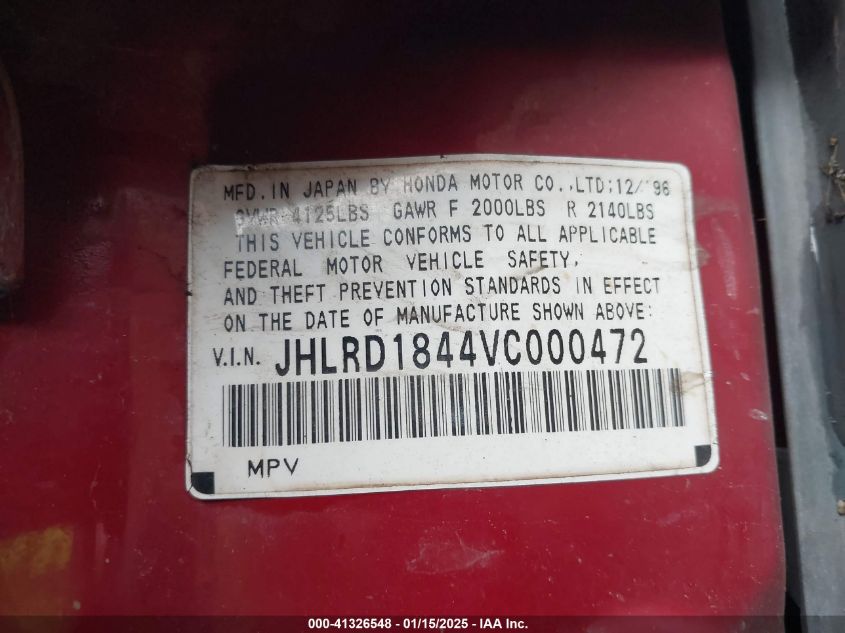 MFD. IN JAPAN BY HONDA MOTOR CO., LTD; 12/'96
GVWR 4125LBS GAWR F 2000LBS R 2140LBS
THIS VEHICLE CONFORMS TO ALL APPLICABLE
FEDERAL MOTOR VEHICLE SAFETY,
AND THEFT PREVENTION STANDARDS IN EFFECT
ON THE DATE OF MANUFACTURE SHOWN ABOVE:
V.I.N. JHLRD1844VC000472
MPV
000-41326548 - 01/15/2025 - IAA Inc.